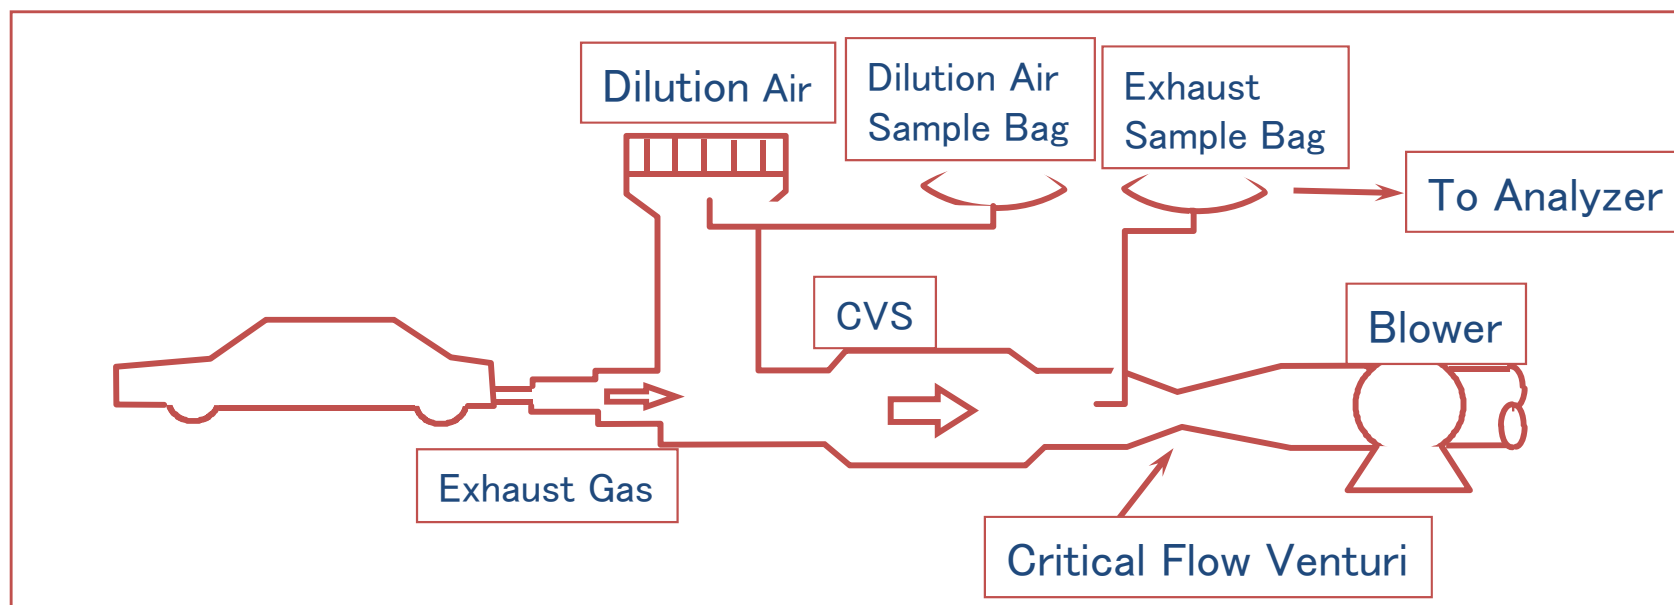 Dilution Air
Dilution Air
Sample Bag
Exhaust
Sample Bag
To Analyzer
CVS
Blower
Exhaust Gas
Critical Flow Venturi